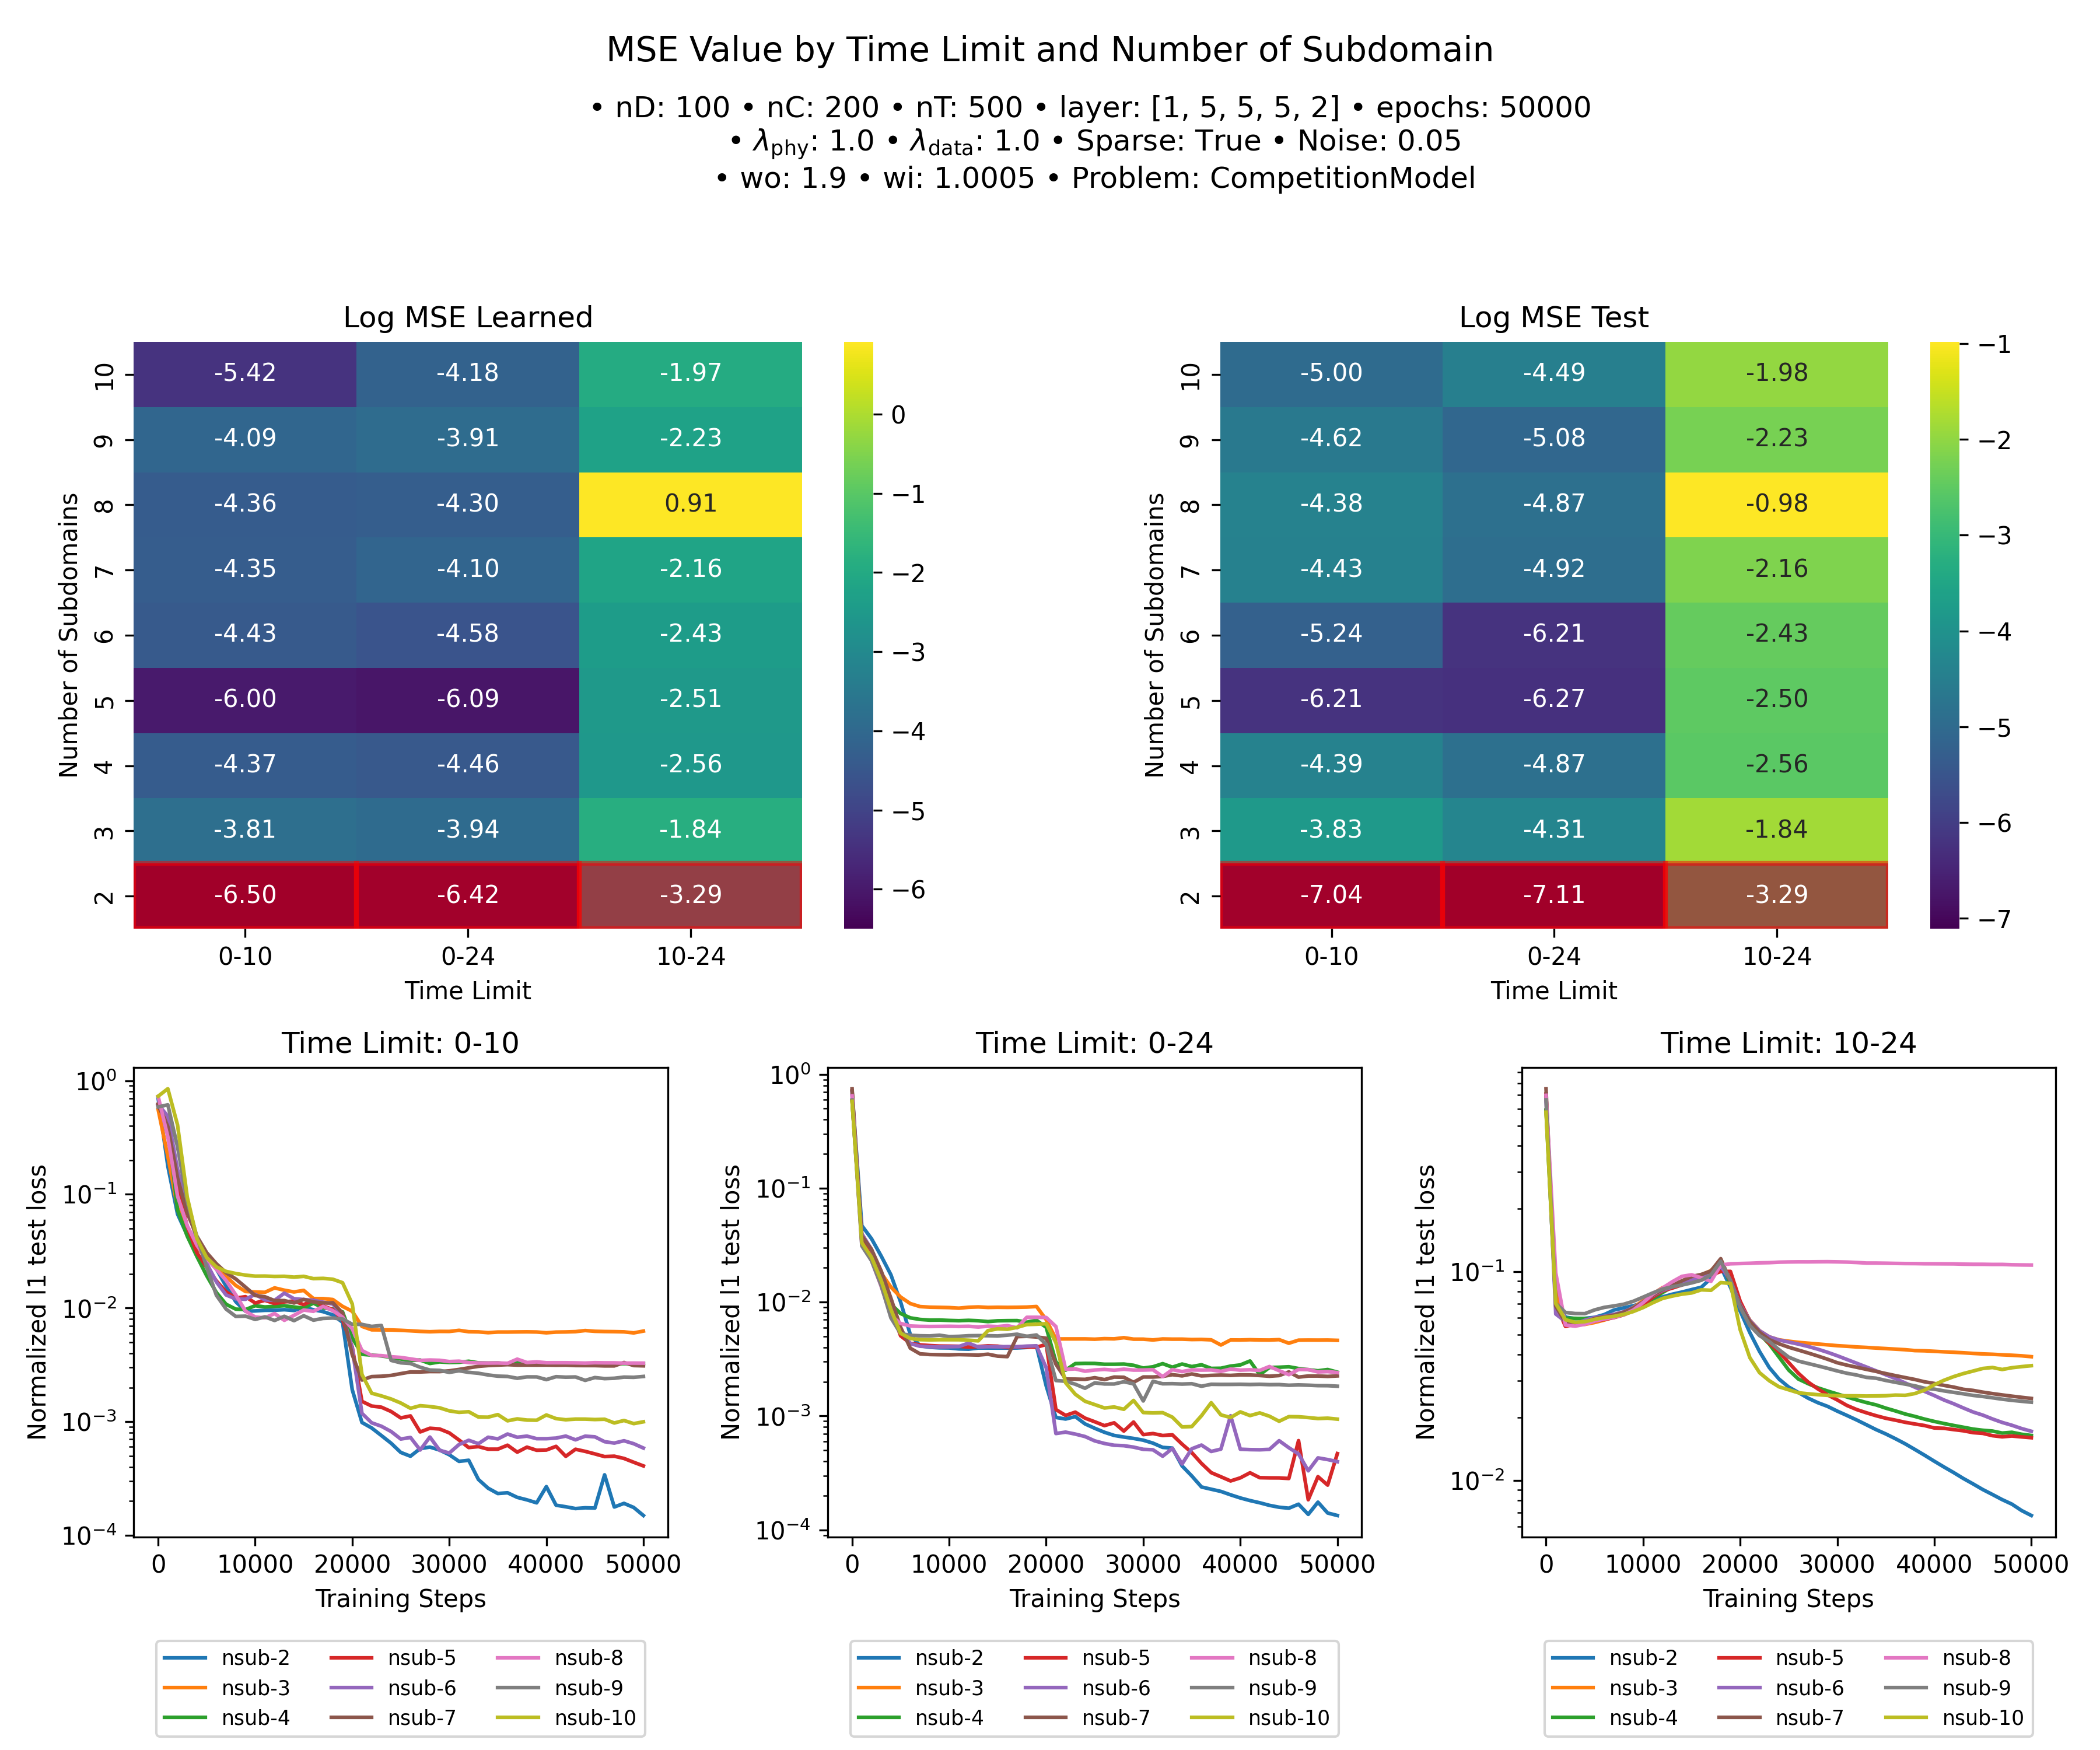 MSE Value by Time Limit and Number of Subdomain
• nD: 100 • nC: 200 • nT: 500 • layer: [1, 5, 5, 5, 2] • epochs: 50000
• λphy: 1.0 • λdata: 1.0 • Sparse: True • Noise: 0.05
• wo: 1.9 • wi: 1.0005 • Problem: CompetitionModel
Log MSE Learned
Number of Subdomains
10 -5.42 -4.18 -1.97
9 -4.09 -3.91 -2.23
8 -4.36 -4.30 0.91
7 -4.35 -4.10 -2.16
6 -4.43 -4.58 -2.43
5 -6.00 -6.09 -2.51
4 -4.37 -4.46 -2.56
3 -3.81 -3.94 -1.84
2 -6.50 -6.42 -3.29
0-10 0-24 10-24
Time Limit
0
−1
−2
−3
−4
−5
−6
Log MSE Test
Number of Subdomains
10 -5.00 -4.49 -1.98
9 -4.62 -5.08 -2.23
8 -4.38 -4.87 -0.98
7 -4.43 -4.92 -2.16
6 -5.24 -6.21 -2.43
5 -6.21 -6.27 -2.50
4 -4.39 -4.87 -2.56
3 -3.83 -4.31 -1.84
2 -7.04 -7.11 -3.29
0-10 0-24 10-24
Time Limit
−1
−2
−3
−4
−5
−6
−7
Time Limit: 0-10
Normalized l1 test loss
10⁰
10⁻¹
10⁻²
10⁻³
10⁻⁴
0 10000 20000 30000 40000 50000
Training Steps
nsub-2 nsub-5 nsub-8
nsub-3 nsub-6 nsub-9
nsub-4 nsub-7 nsub-10
Time Limit: 0-24
Normalized l1 test loss
10⁰
10⁻¹
10⁻²
10⁻³
10⁻⁴
0 10000 20000 30000 40000 50000
Training Steps
nsub-2 nsub-5 nsub-8
nsub-3 nsub-6 nsub-9
nsub-4 nsub-7 nsub-10
Time Limit: 10-24
Normalized l1 test loss
10⁻¹
10⁻²
0 10000 20000 30000 40000 50000
Training Steps
nsub-2 nsub-5 nsub-8
nsub-3 nsub-6 nsub-9
nsub-4 nsub-7 nsub-10